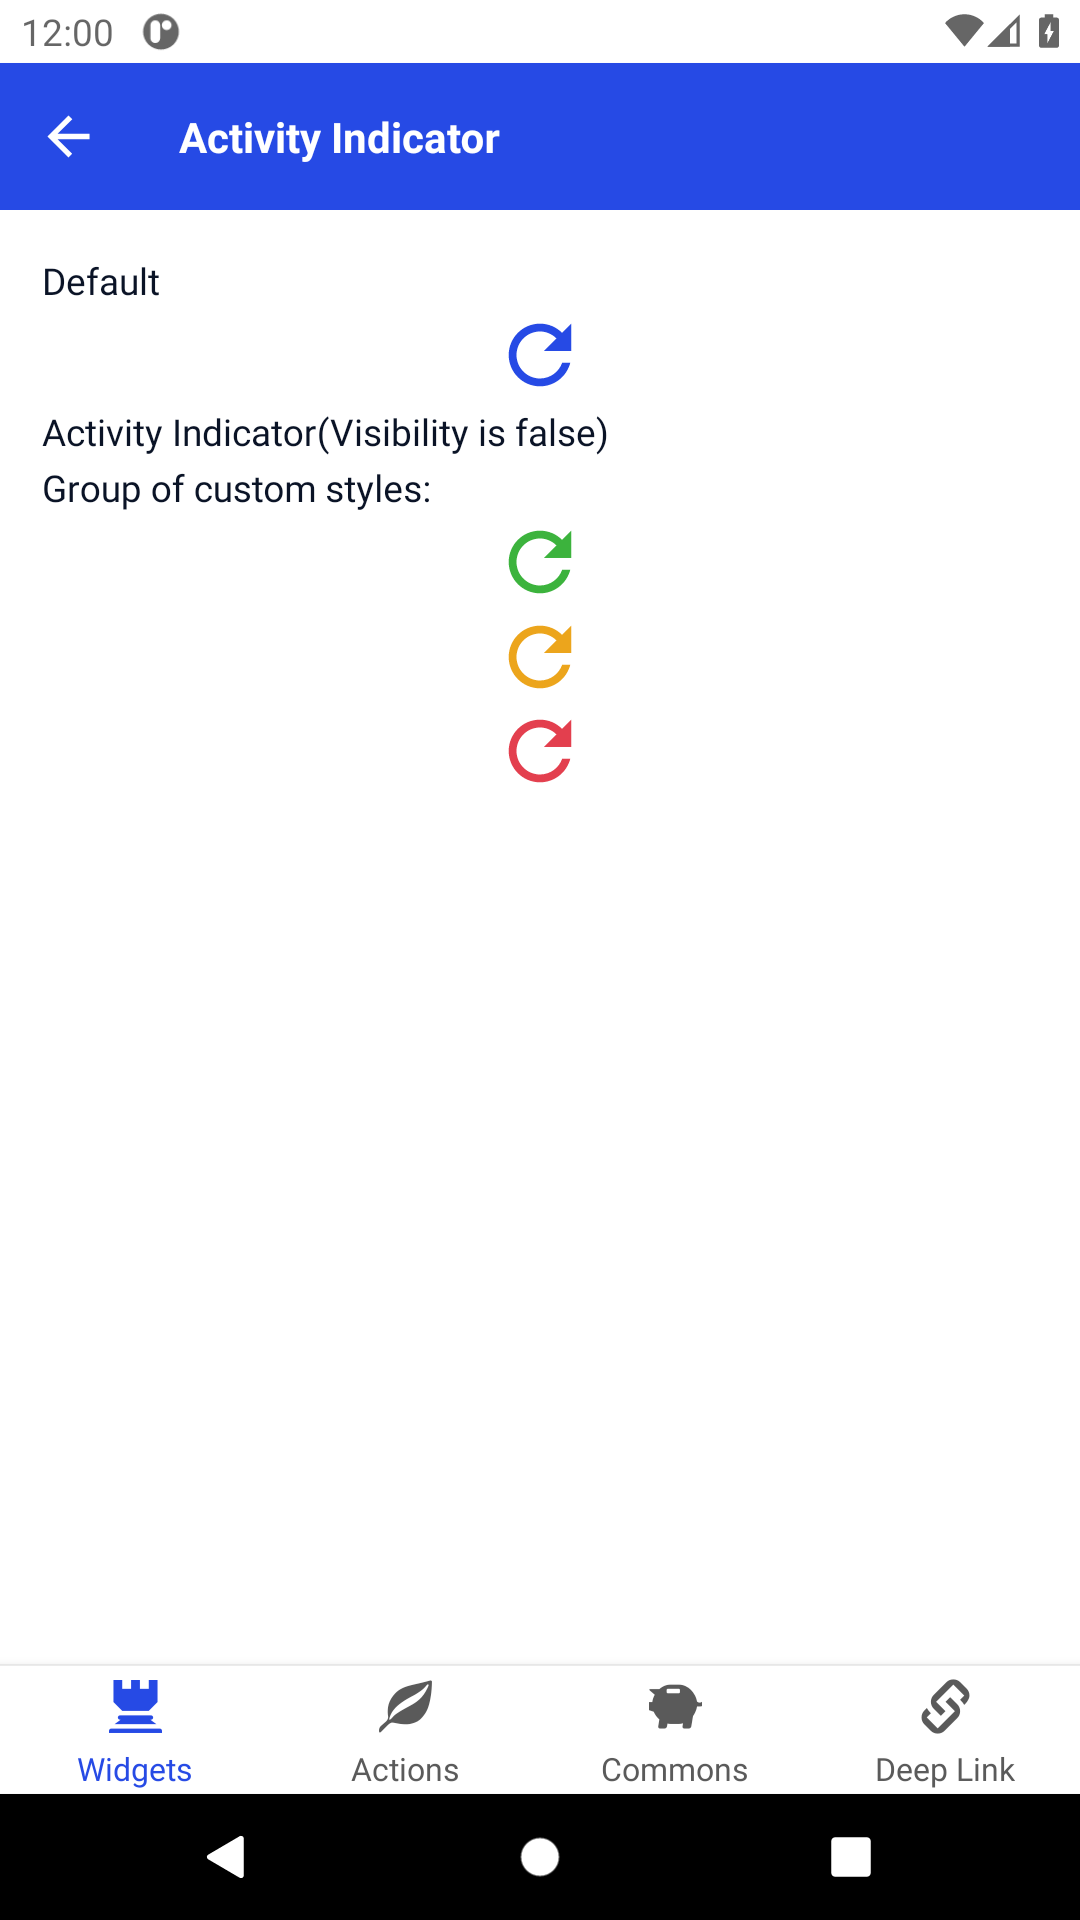 12:00
Activity Indicator
Default
Activity Indicator(Visibility is false)
Group of custom styles:
Widgets
Actions
Commons
Deep Link